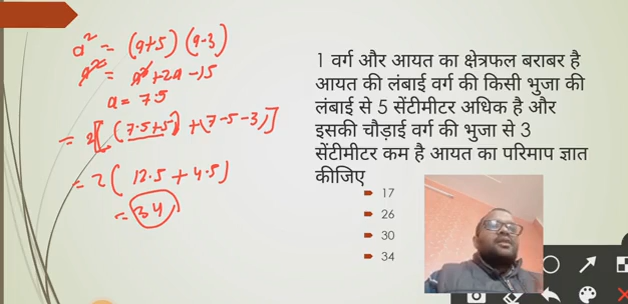 a² = (a+5) (a-3)
a² = a²+2a-15
a = 7.5
= 2[(7.5+5) + (7-5-3)]
= 2(12.5 + 4.5)
= 34
1 वर्ग और आयत का क्षेत्रफल बराबर है
आयत की लंबाई वर्ग की किसी भुजा की
लंबाई से 5 सेंटीमीटर अधिक है और
इसकी चौड़ाई वर्ग की भुजा से 3
सेंटीमीटर कम है आयत का परिमाप ज्ञात
कीजिए
17
26
30
34